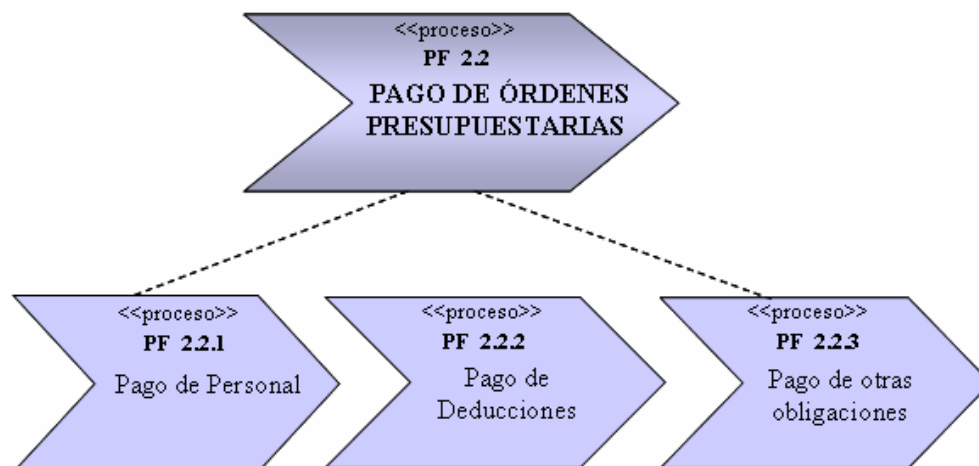 <<proceso>>
PF 2.2
PAGO DE ÓRDENES
PRESUPUESTARIAS
<<proceso>>
PF 2.2.1
Pago de Personal
<<proceso>>
PF 2.2.2
Pago de
Deducciones
<<proceso>>
PF 2.2.3
Pago de otras
obligaciones